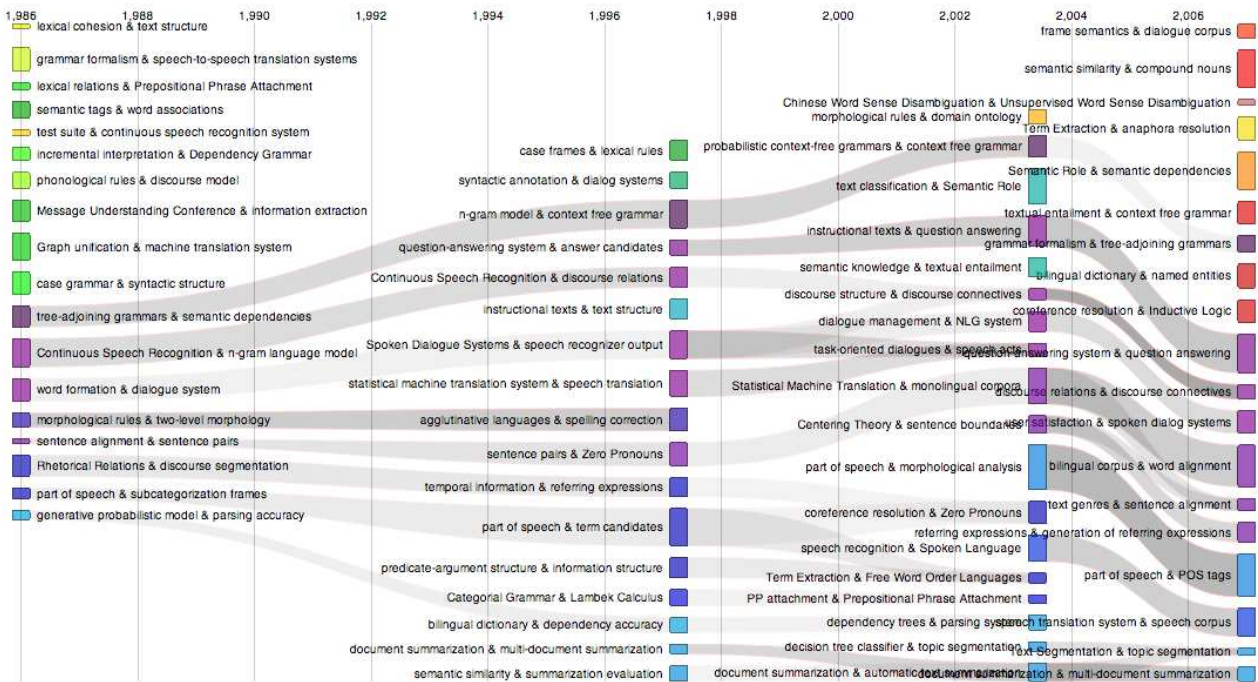 1,986 1,988 1,990 1,992 1,994 1,996 1,998 2,000 2,002 2,004 2,006
lexical cohesion & text structure
grammar formalism & speech-to-speech translation systems
lexical relations & Prepositional Phrase Attachment
semantic tags & word associations
test suite & continuous speech recognition system
incremental interpretation & Dependency Grammar
phonological rules & discourse model
Message Understanding Conference & information extraction
Graph unification & machine translation system
case grammar & syntactic structure
tree-adjoining grammars & semantic dependencies
Continuous Speech Recognition & n-gram language model
word formation & dialogue system
morphological rules & two-level morphology
sentence alignment & sentence pairs
Rhetorical Relations & discourse segmentation
part of speech & subcategorization frames
generative probabilistic model & parsing accuracy
case frames & lexical rules
syntactic annotation & dialog systems
n-gram model & context free grammar
question-answering system & answer candidates
Continuous Speech Recognition & discourse relations
instructional texts & text structure
Spoken Dialogue Systems & speech recognizer output
statistical machine translation system & speech translation
agglutinative languages & spelling correction
sentence pairs & Zero Pronouns
temporal information & referring expressions
part of speech & term candidates
predicate-argument structure & information structure
Categorial Grammar & Lambek Calculus
bilingual dictionary & dependency accuracy
document summarization & multi-document summarization
semantic similarity & summarization evaluation
morphological rules & domain ontology
probabilistic context-free grammars & context free grammar
text classification & Semantic Role
instructional texts & question answering
semantic knowledge & textual entailment
discourse structure & discourse connectives
dialogue management & NLG system
task-oriented dialogues & speech acts
Statistical Machine Translation & monolingual corpora
Centering Theory & sentence boundaries
part of speech & morphological analysis
coreference resolution & Zero Pronouns
speech recognition & Spoken Language
Term Extraction & Free Word Order Languages
PP attachment & Prepositional Phrase Attachment
dependency trees & parsing system
decision tree classifier & topic segmentation
document summarization & automatic text summarization
frame semantics & dialogue corpus
semantic similarity & compound nouns
Chinese Word Sense Disambiguation & Unsupervised Word Sense Disambiguation
Term Extraction & anaphora resolution
Semantic Role & semantic dependencies
textual entailment & context free grammar
grammar formalism & tree-adjoining grammars
bilingual dictionary & named entities
coreference resolution & Inductive Logic
question-answering system & question answering
discourse relations & discourse connectives
user satisfaction & spoken dialog systems
bilingual corpus & word alignment
text genres & sentence alignment
referring expressions & generation of referring expressions
part of speech & POS tags
speech translation system & speech corpus
Text Segmentation & topic segmentation
document summarization & multi-document summarization